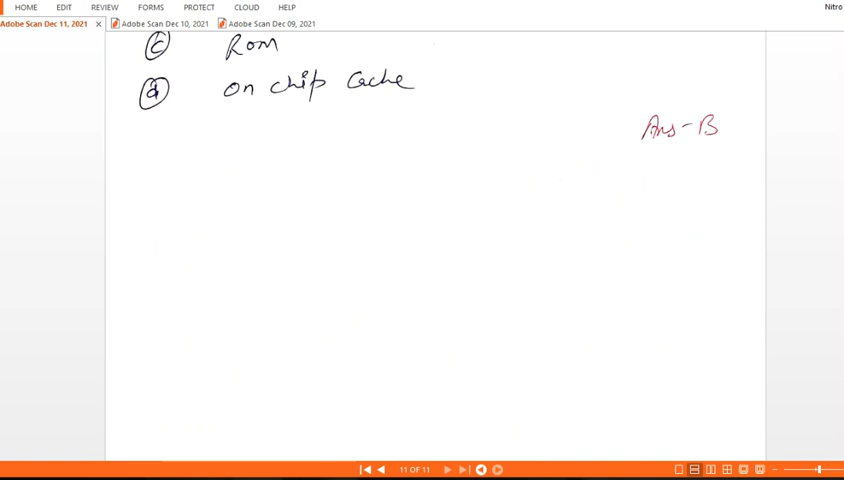 HOME EDIT REVIEW FORMS PROTECT CLOUD HELP Nitro
Adobe Scan Dec 11, 2021 × Adobe Scan Dec 10, 2021 Adobe Scan Dec 09, 2021
c Rom
d on chip Cache
Ans - B
11 OF 11